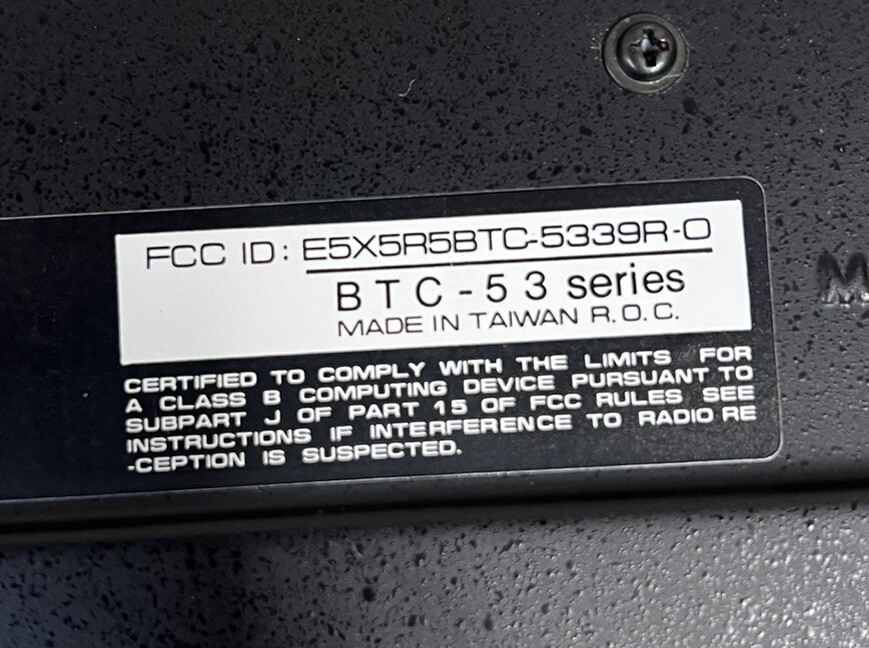 FCC ID: E5X5R5BTC-5339R-O
BTC-53 series
MADE IN TAIWAN R.O.C.
CERTIFIED TO COMPLY WITH THE LIMITS FOR
A CLASS B COMPUTING DEVICE PURSUANT TO
SUBPART J OF PART 15 OF FCC RULES SEE
INSTRUCTIONS IF INTERFERENCE TO RADIO RE
-CEPTION IS SUSPECTED.